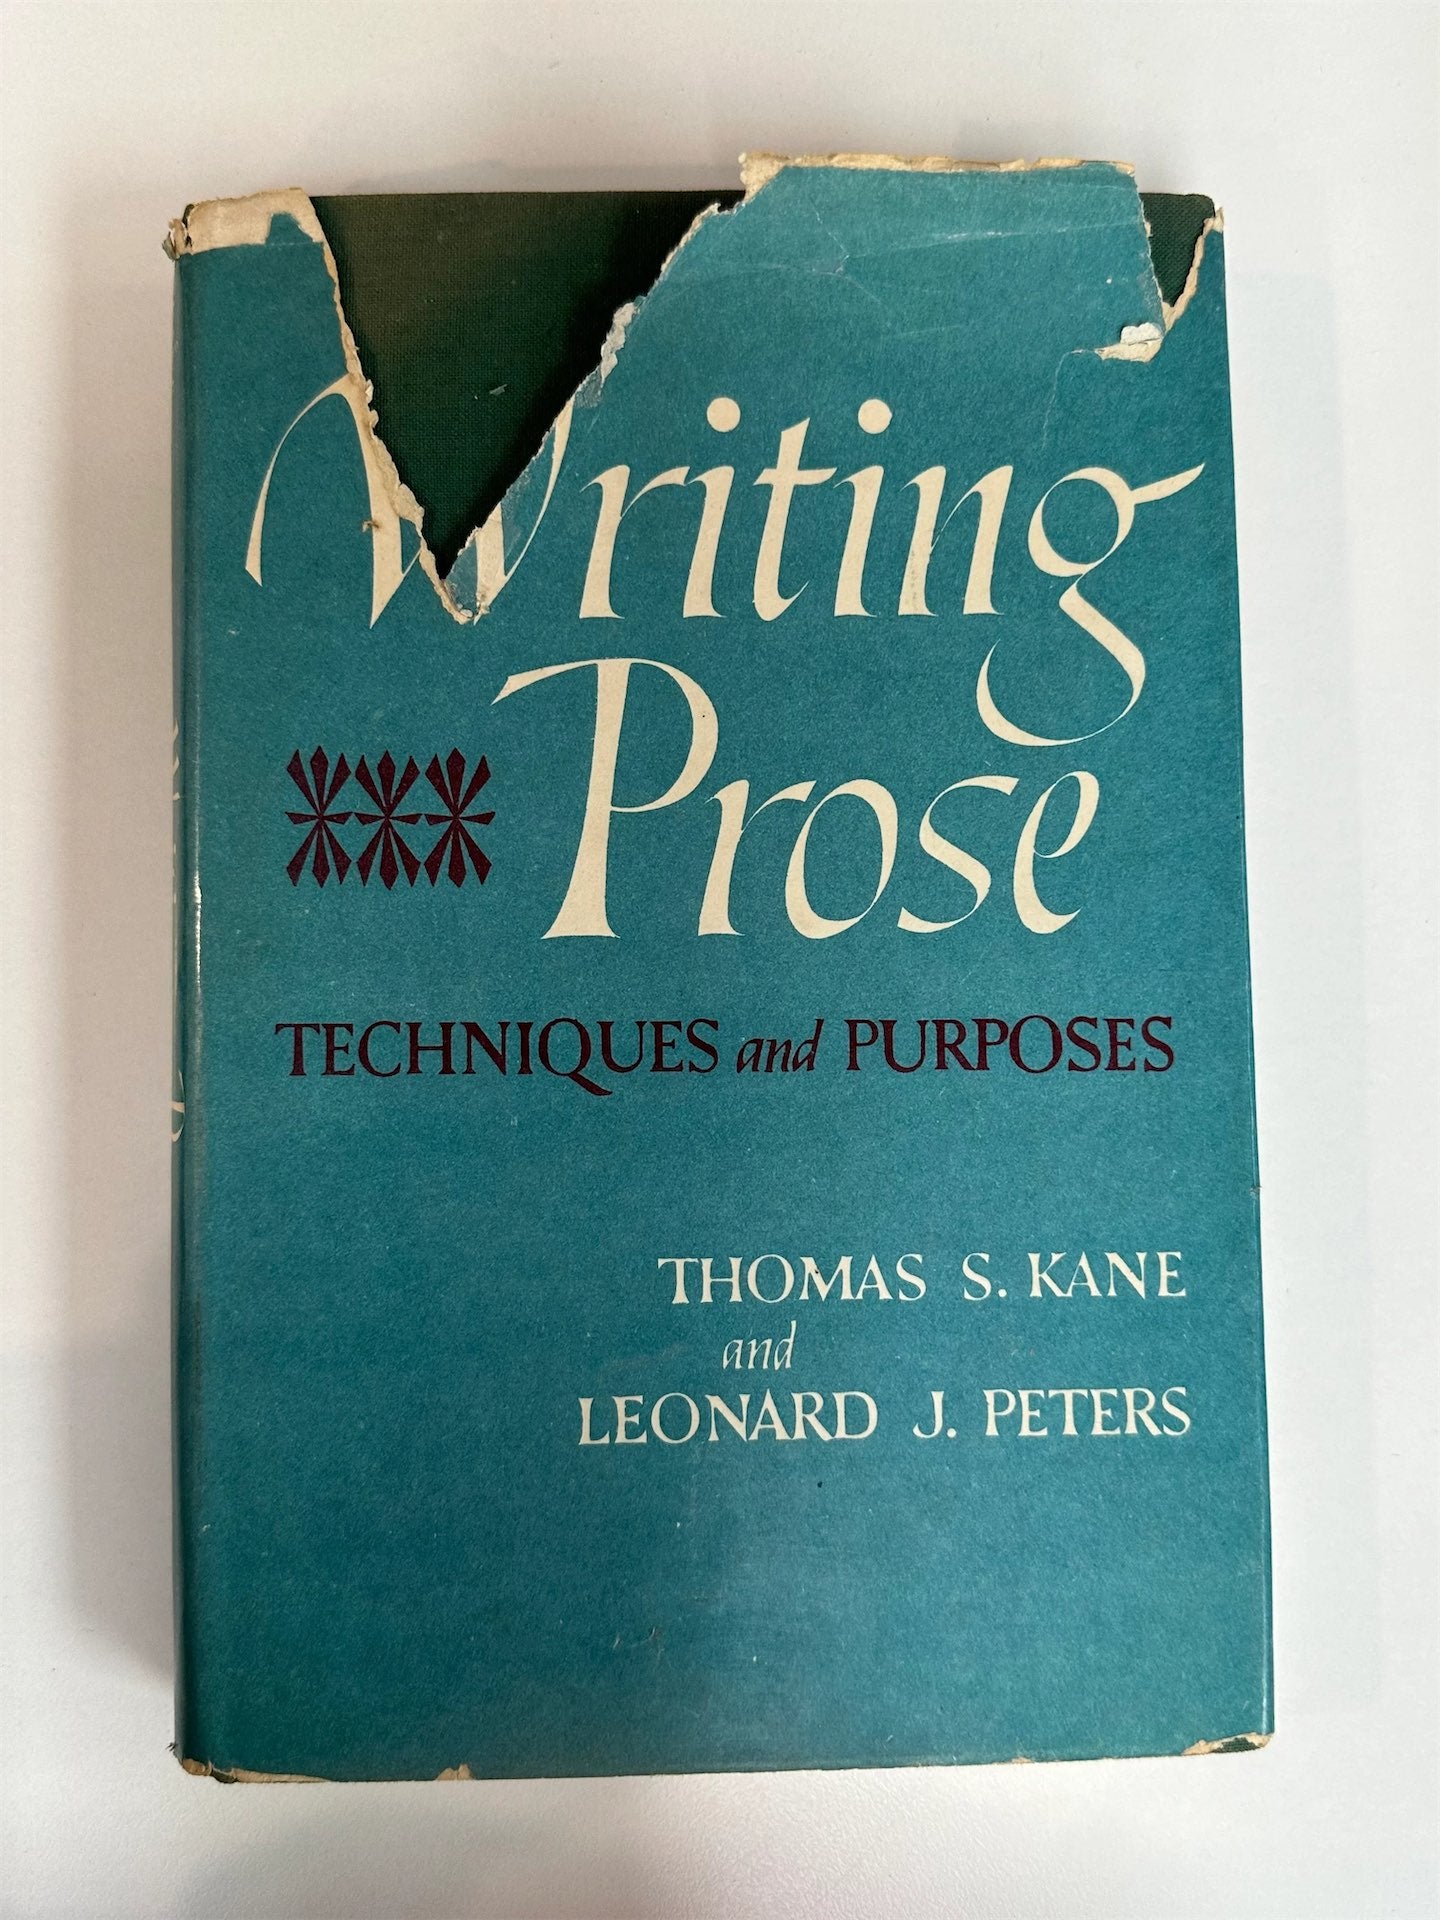 Writing
Prose
TECHNIQUES and PURPOSES
THOMAS S. KANE
and
LEONARD J. PETERS